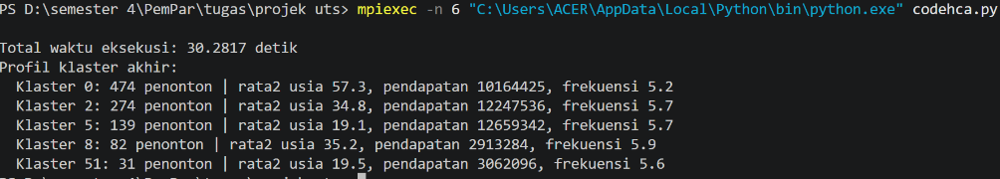 PS D:\semester 4\PemPar\tugas\projek uts> mpiexec -n 6 "C:\Users\ACER\AppData\Local\Python\bin\python.exe" codehca.py
Total waktu eksekusi: 30.2817 detik
Profil klaster akhir:
Klaster 0: 474 penonton | rata2 usia 57.3, pendapatan 10164425, frekuensi 5.2
Klaster 2: 274 penonton | rata2 usia 34.8, pendapatan 12247536, frekuensi 5.7
Klaster 5: 139 penonton | rata2 usia 19.1, pendapatan 12659342, frekuensi 5.7
Klaster 8: 82 penonton | rata2 usia 35.2, pendapatan 2913284, frekuensi 5.9
Klaster 51: 31 penonton | rata2 usia 19.5, pendapatan 3062096, frekuensi 5.6